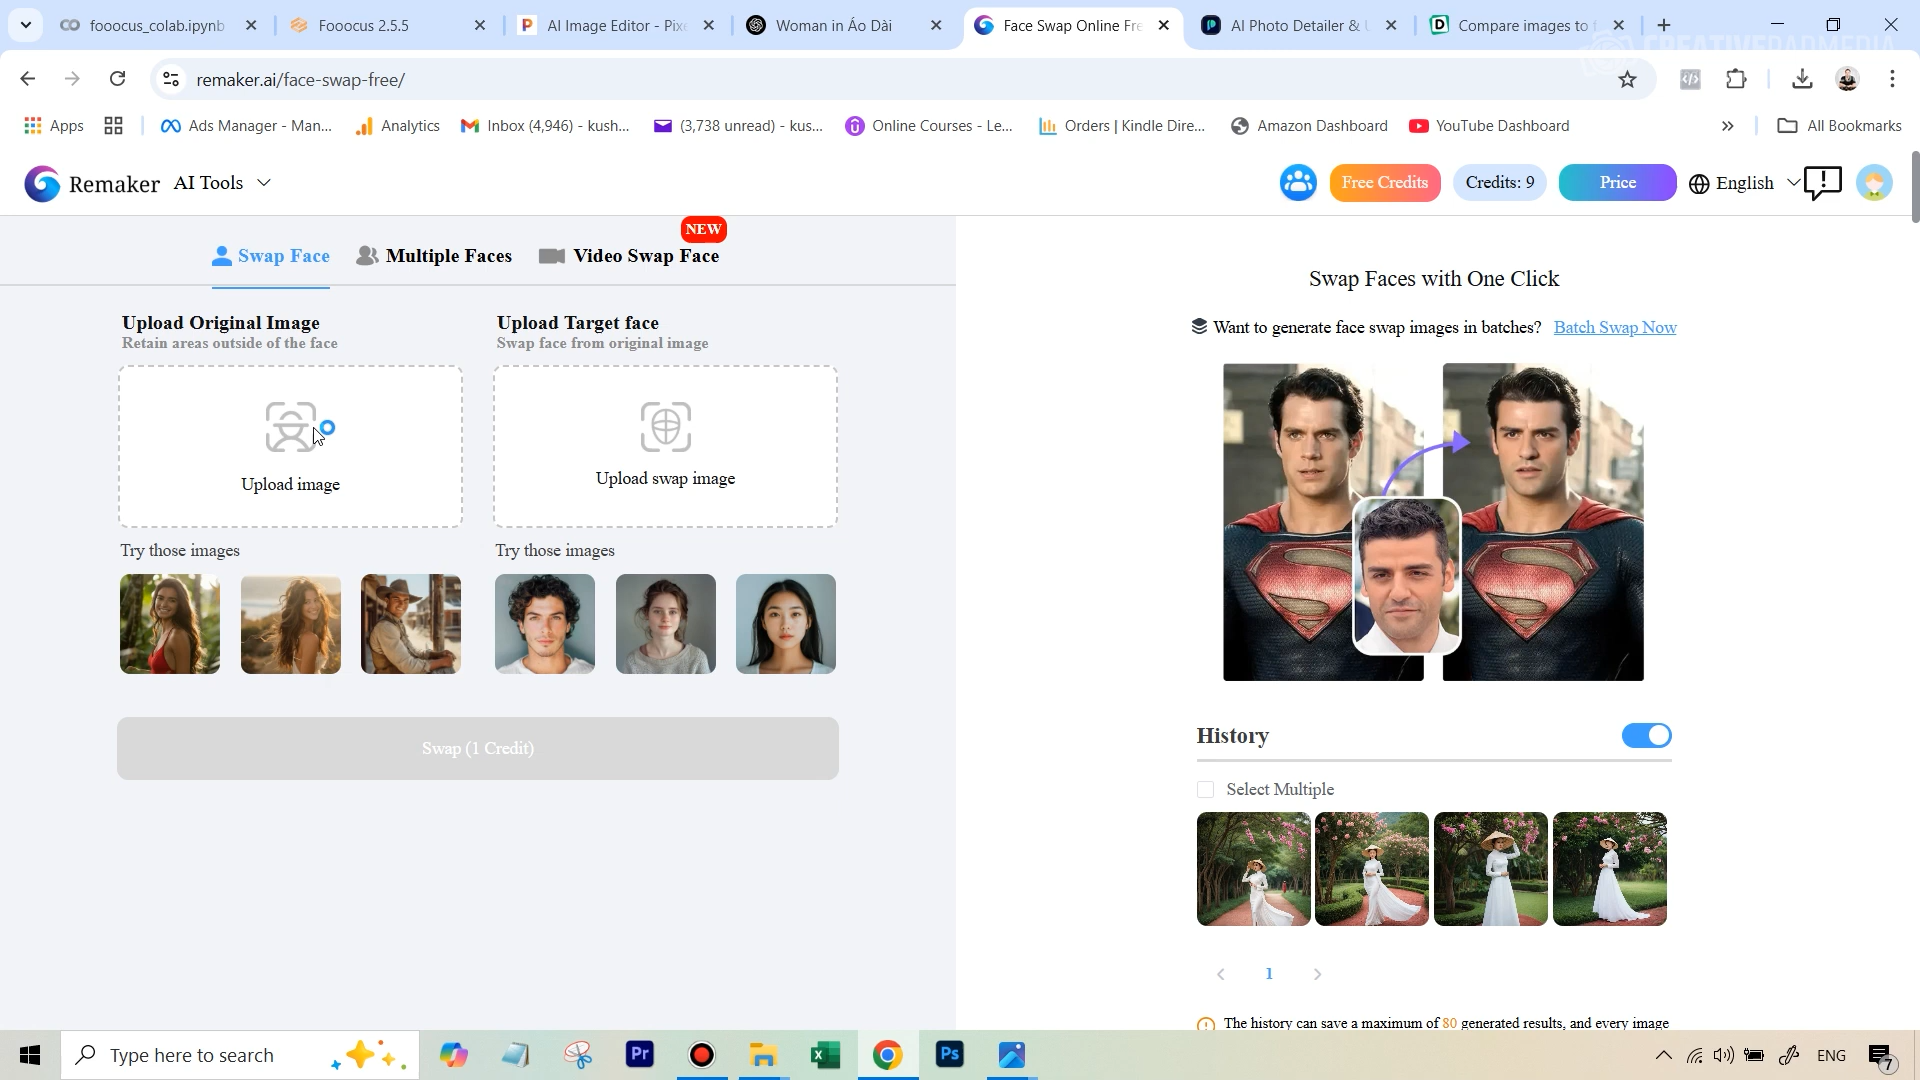 fooocus_colab.ipynb
Fooocus 2.5.5
AI Image Editor - Pix
Woman in Áo Dài
Face Swap Online Fre
AI Photo Detailer & U
Compare images to f
CREATIVEDADMEDIA
remaker.ai/face-swap-free/
Apps
Ads Manager - Man...
Analytics
Inbox (4,946) - kush...
(3,738 unread) - kus...
Online Courses - Le...
Orders | Kindle Dire...
Amazon Dashboard
YouTube Dashboard
All Bookmarks
Remaker
AI Tools
Free Credits
Credits: 9
Price
English
NEW
Swap Face
Multiple Faces
Video Swap Face
Upload Original Image
Retain areas outside of the face
Upload Target face
Swap face from original image
Upload image
Upload swap image
Try those images
Try those images
Swap (1 Credit)
Swap Faces with One Click
Want to generate face swap images in batches? Batch Swap Now
History
Select Multiple
1
The history can save a maximum of 80 generated results, and every image
Type here to search
Pr
Ps
ENG
7